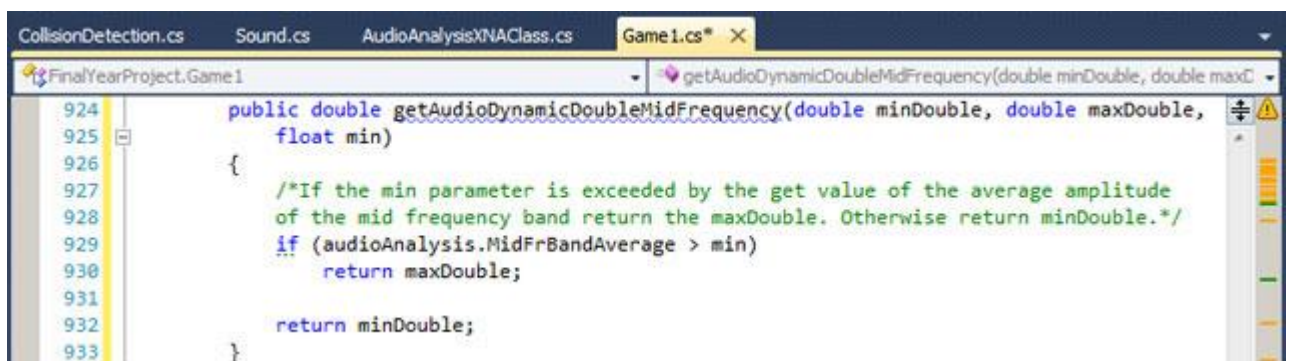 CollisionDetection.cs Sound.cs AudioAnalysisXNAClass.cs Game1.cs* X
FinalYearProject.Game1 getAudioDynamicDoubleMidFrequency(double minDouble, double maxD
924 public double getAudioDynamicDoubleMidFrequency(double minDouble, double maxDouble,
925 float min)
926 {
927 /*If the min parameter is exceeded by the get value of the average amplitude
928 of the mid frequency band return the maxDouble. Otherwise return minDouble.*/
929 if (audioAnalysis.MidFrBandAverage > min)
930 return maxDouble;
931
932 return minDouble;
933 }